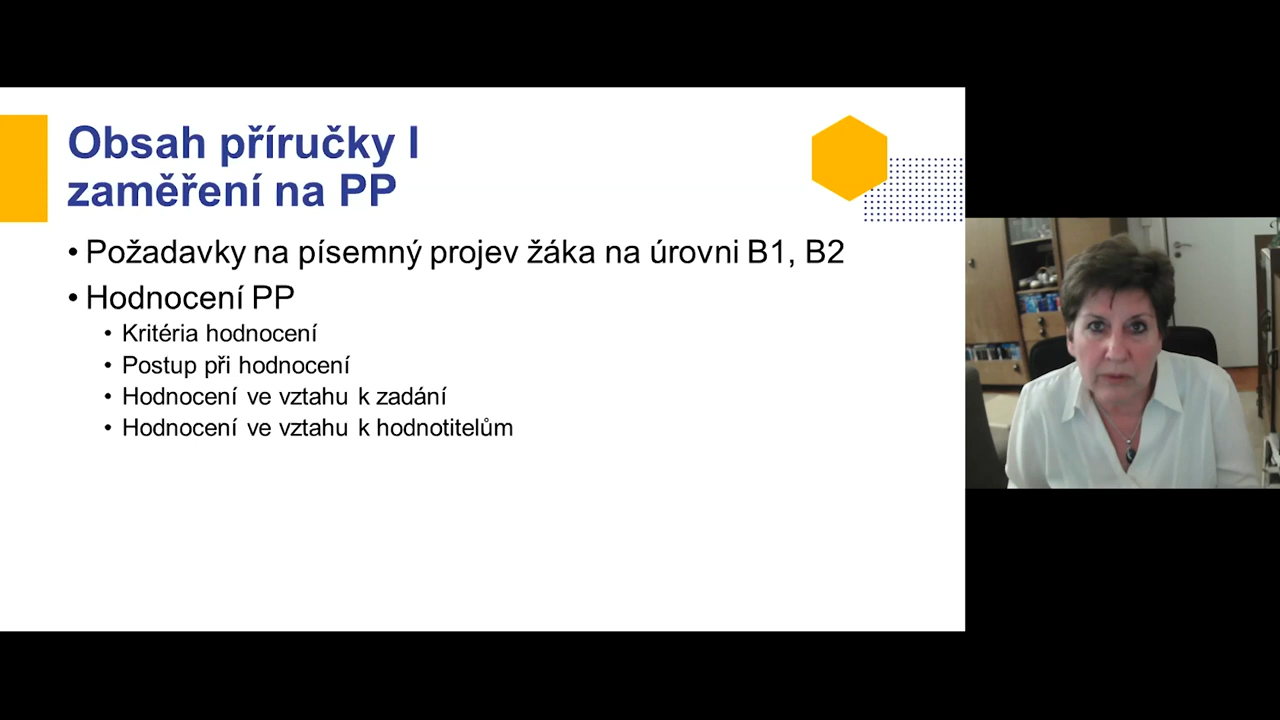 Obsah příručky I
zaměření na PP
• Požadavky na písemný projev žáka na úrovni B1, B2
• Hodnocení PP
• Kritéria hodnocení
• Postup při hodnocení
• Hodnocení ve vztahu k zadání
• Hodnocení ve vztahu k hodnotitelům